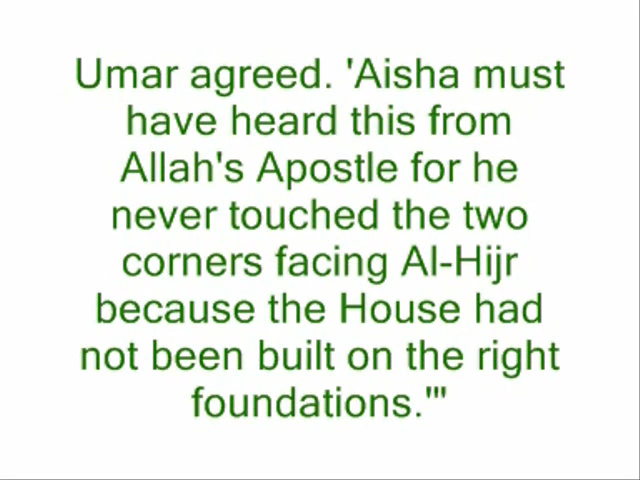 Umar agreed. 'Aisha must
have heard this from
Allah's Apostle for he
never touched the two
corners facing Al-Hijr
because the House had
not been built on the right
foundations.'"